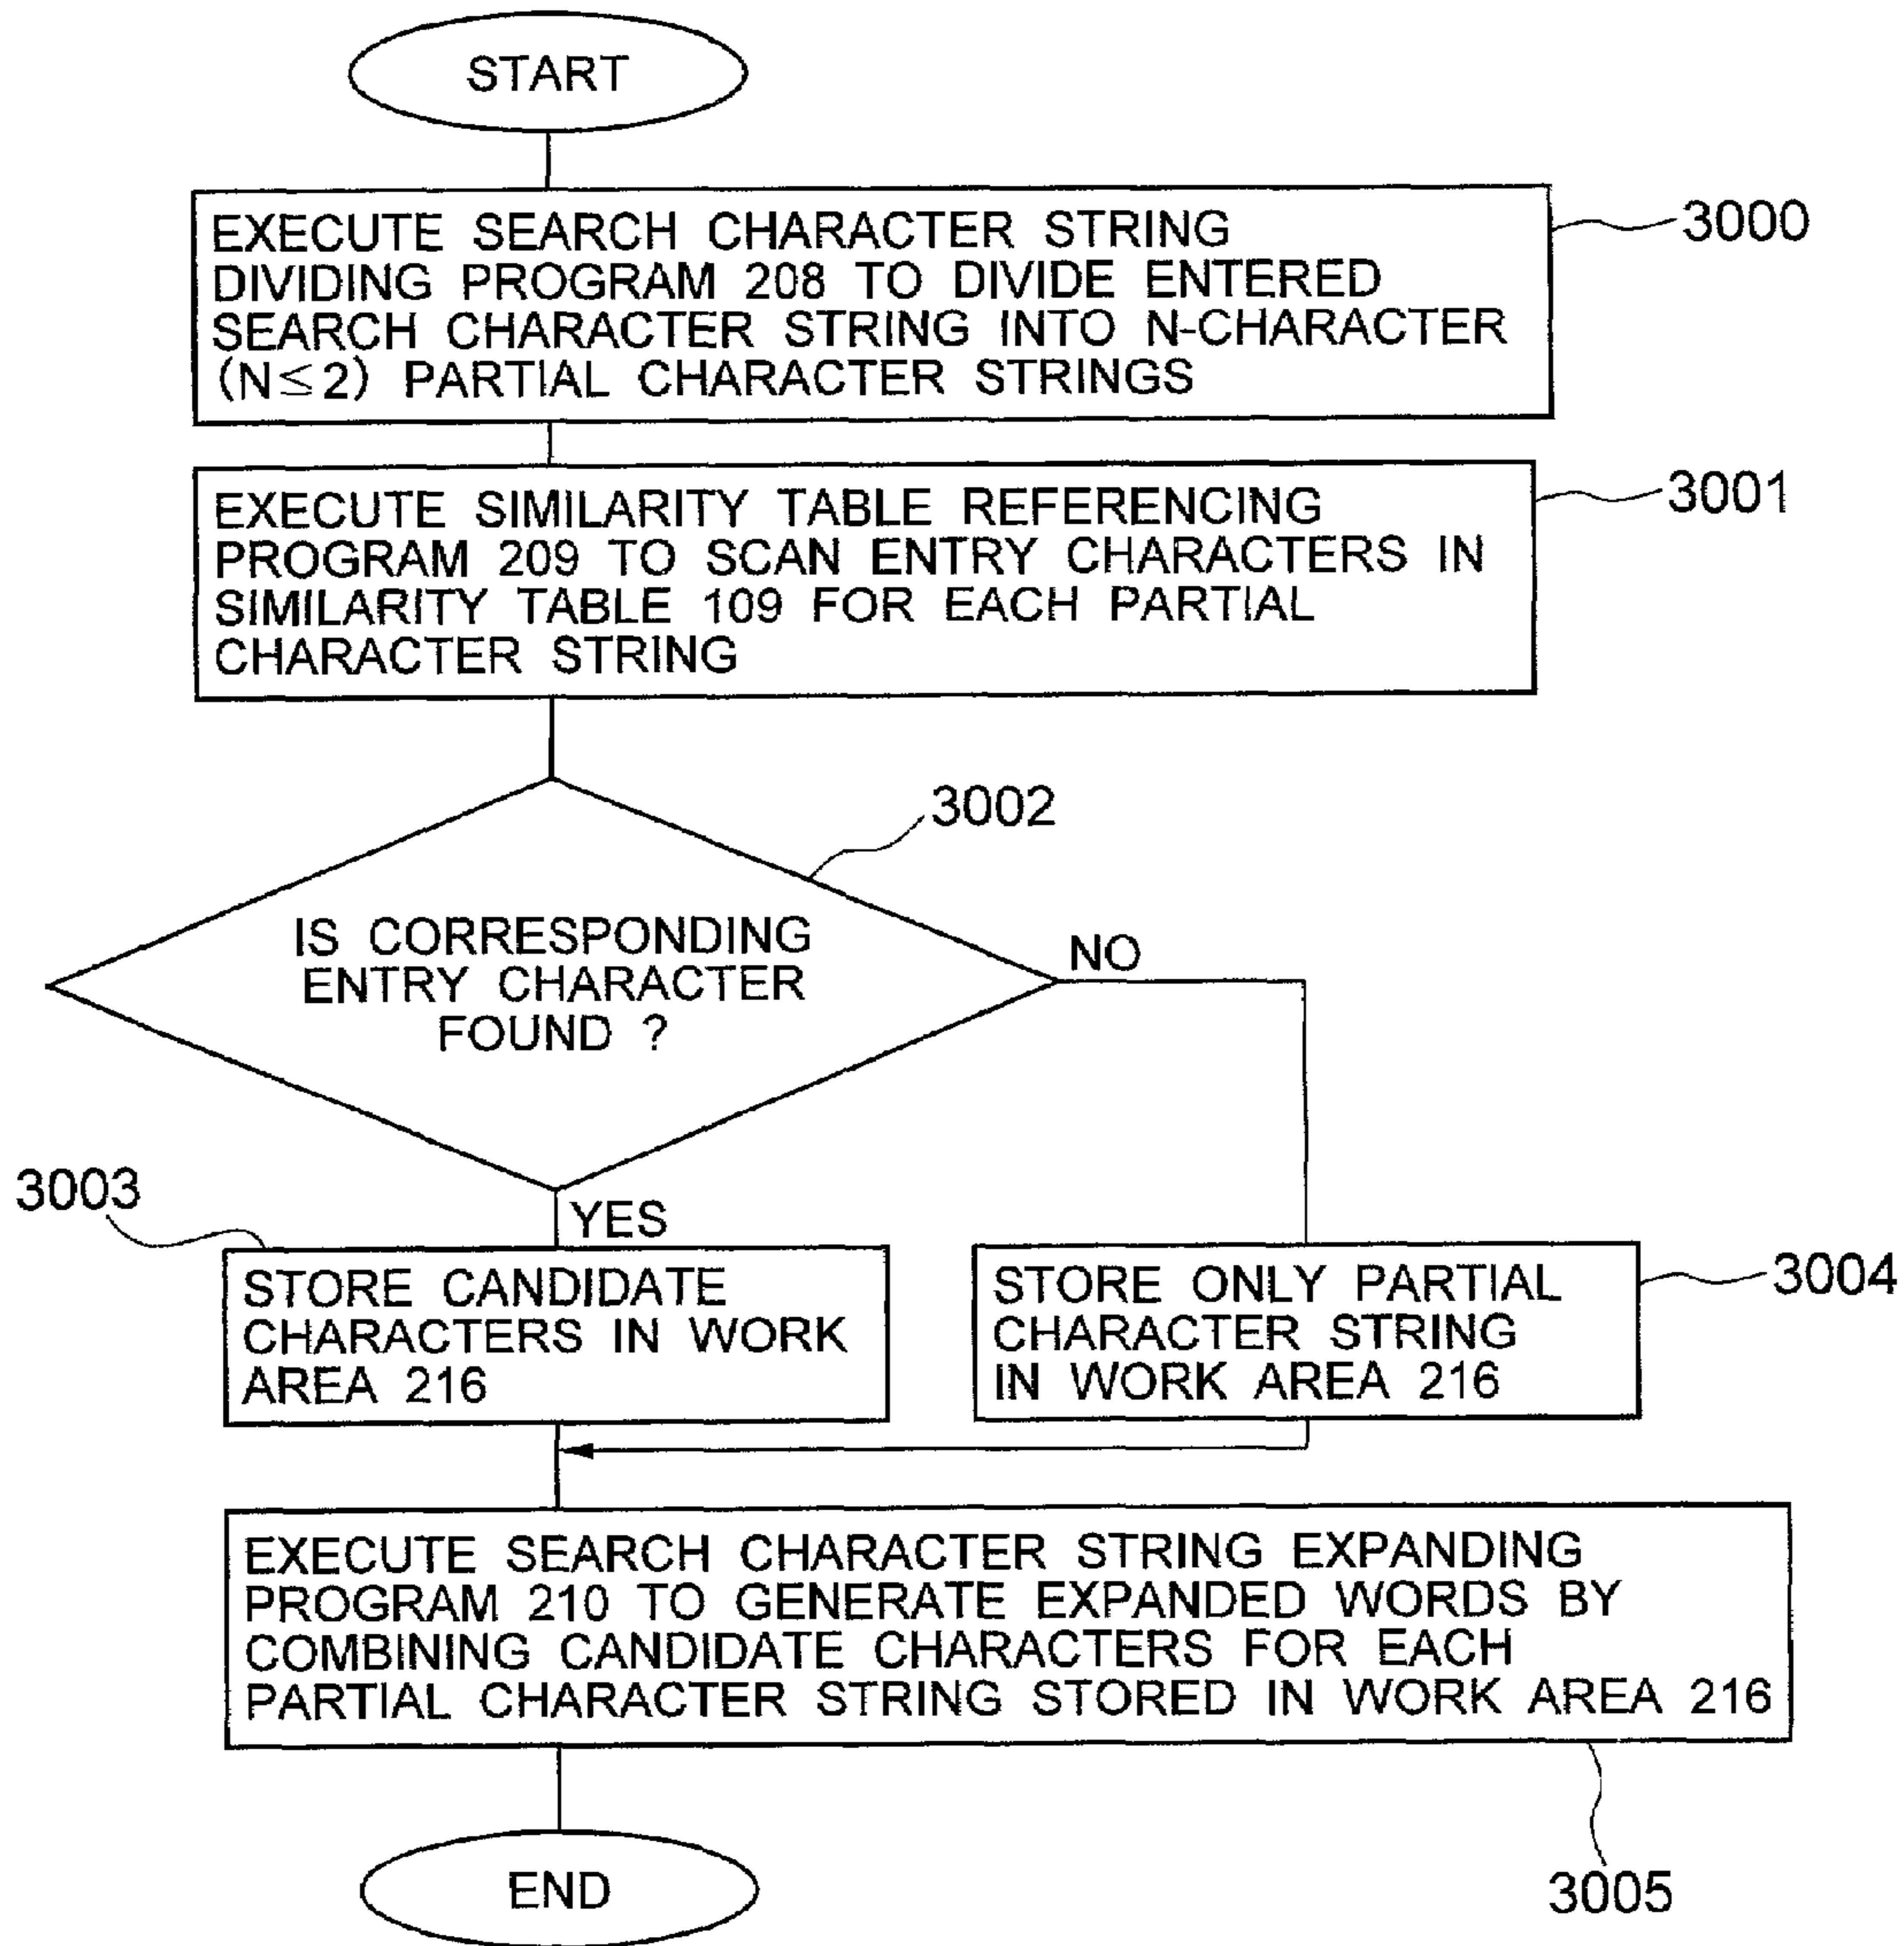 START
EXECUTE SEARCH CHARACTER STRING
DIVIDING PROGRAM 208 TO DIVIDE ENTERED
SEARCH CHARACTER STRING INTO N-CHARACTER
(N≦2) PARTIAL CHARACTER STRINGS
3000
EXECUTE SIMILARITY TABLE REFERENCING
PROGRAM 209 TO SCAN ENTRY CHARACTERS IN
SIMILARITY TABLE 109 FOR EACH PARTIAL
CHARACTER STRING
3001
3002
IS CORRESPONDING
ENTRY CHARACTER
FOUND ?
NO
YES
3003
STORE CANDIDATE
CHARACTERS IN WORK
AREA 216
STORE ONLY PARTIAL
CHARACTER STRING
IN WORK AREA 216
3004
EXECUTE SEARCH CHARACTER STRING EXPANDING
PROGRAM 210 TO GENERATE EXPANDED WORDS BY
COMBINING CANDIDATE CHARACTERS FOR EACH
PARTIAL CHARACTER STRING STORED IN WORK AREA 216
3005
END